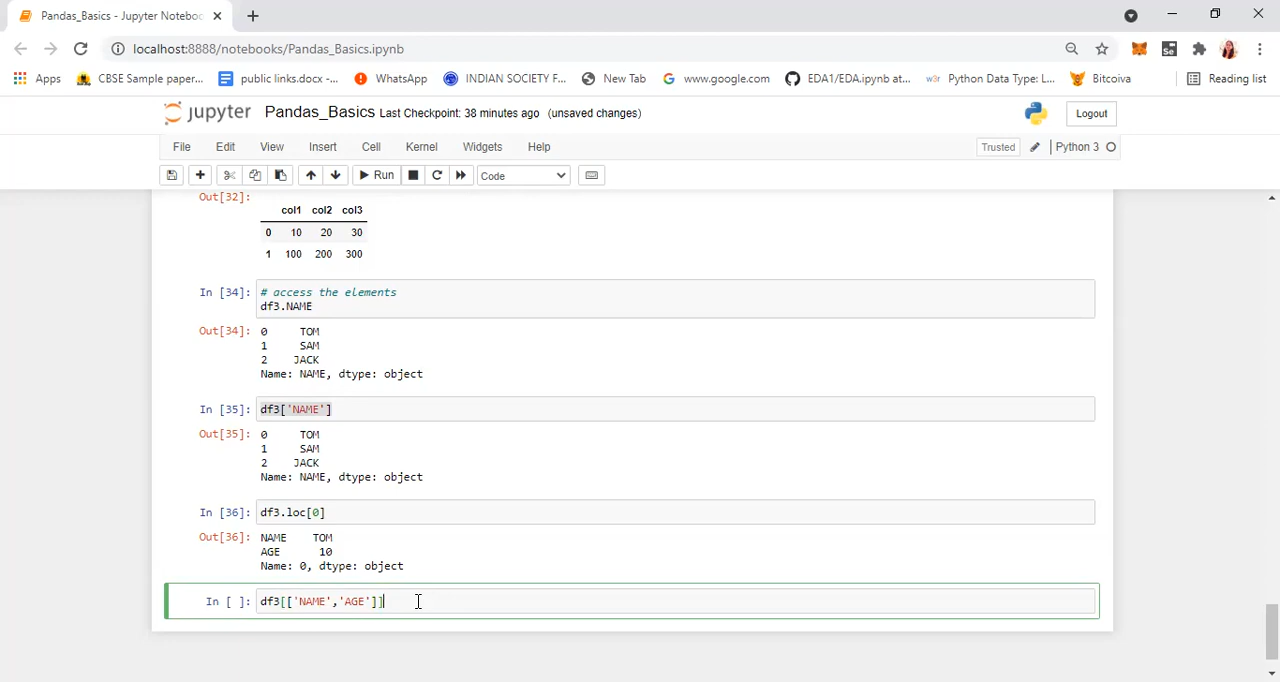 Pandas_Basics - Jupyter Noteboo
localhost:8888/notebooks/Pandas_Basics.ipynb
Apps CBSE Sample paper... public links.docx -... WhatsApp INDIAN SOCIETY F... New Tab www.google.com EDA1/EDA.ipynb at... w3r Python Data Type: L... Bitcoiva Reading list
jupyter Pandas_Basics Last Checkpoint: 38 minutes ago (unsaved changes) Logout
File Edit View Insert Cell Kernel Widgets Help Trusted Python 3
Run Code
Out[32]:
col1 col2 col3
0 10 20 30
1 100 200 300
In [34]: # access the elements
df3.NAME
Out[34]: 0 TOM
1 SAM
2 JACK
Name: NAME, dtype: object
In [35]: df3['NAME']
Out[35]: 0 TOM
1 SAM
2 JACK
Name: NAME, dtype: object
In [36]: df3.loc[0]
Out[36]: NAME TOM
AGE 10
Name: 0, dtype: object
In [ ]: df3[['NAME','AGE']]